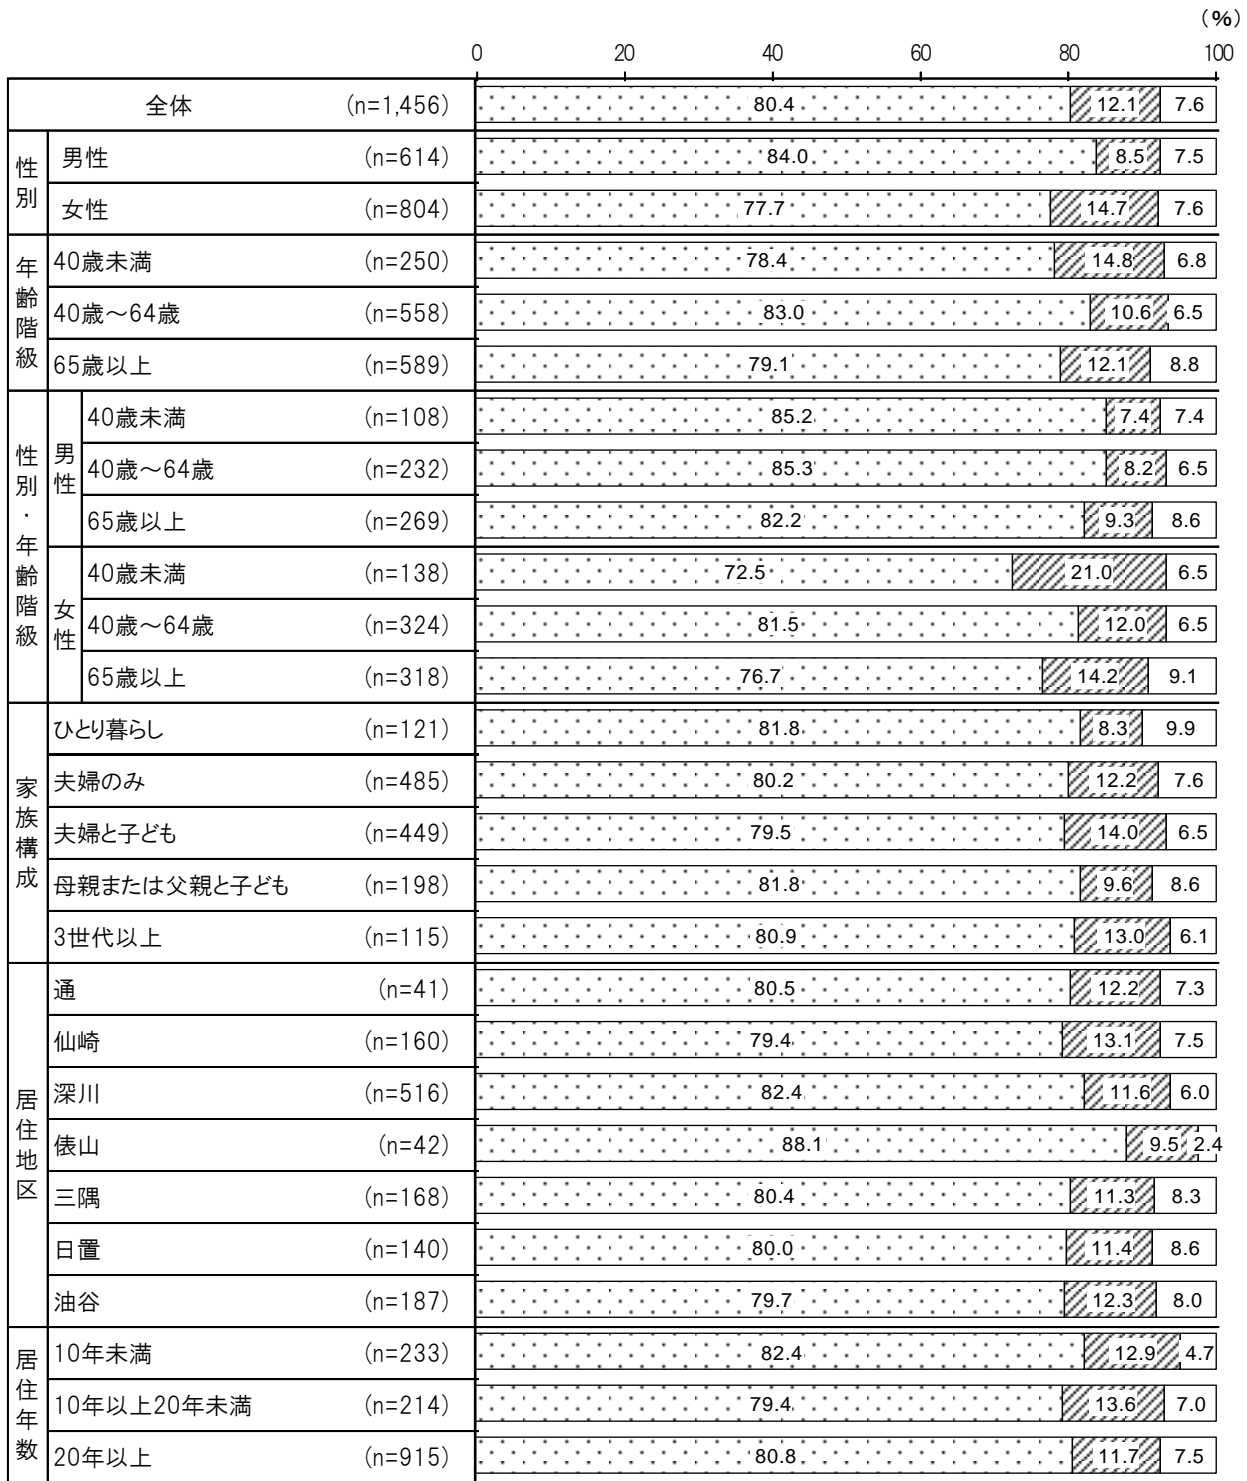 (%)
0 20 40 60 80 100
全体 (n=1,456) 80.4 12.1 7.6
性別
男性 (n=614) 84.0 8.5 7.5
女性 (n=804) 77.7 14.7 7.6
年齢階級
40歳未満 (n=250) 78.4 14.8 6.8
40歳～64歳 (n=558) 83.0 10.6 6.5
65歳以上 (n=589) 79.1 12.1 8.8
性別・年齢階級
男性
40歳未満 (n=108) 85.2 7.4 7.4
40歳～64歳 (n=232) 85.3 8.2 6.5
65歳以上 (n=269) 82.2 9.3 8.6
女性
40歳未満 (n=138) 72.5 21.0 6.5
40歳～64歳 (n=324) 81.5 12.0 6.5
65歳以上 (n=318) 76.7 14.2 9.1
家族構成
ひとり暮らし (n=121) 81.8 8.3 9.9
夫婦のみ (n=485) 80.2 12.2 7.6
夫婦と子ども (n=449) 79.5 14.0 6.5
母親または父親と子ども (n=198) 81.8 9.6 8.6
3世代以上 (n=115) 80.9 13.0 6.1
居住地区
通 (n=41) 80.5 12.2 7.3
仙崎 (n=160) 79.4 13.1 7.5
深川 (n=516) 82.4 11.6 6.0
俵山 (n=42) 88.1 9.5 2.4
三隅 (n=168) 80.4 11.3 8.3
日置 (n=140) 80.0 11.4 8.6
油谷 (n=187) 79.7 12.3 8.0
居住年数
10年未満 (n=233) 82.4 12.9 4.7
10年以上20年未満 (n=214) 79.4 13.6 7.0
20年以上 (n=915) 80.8 11.7 7.5